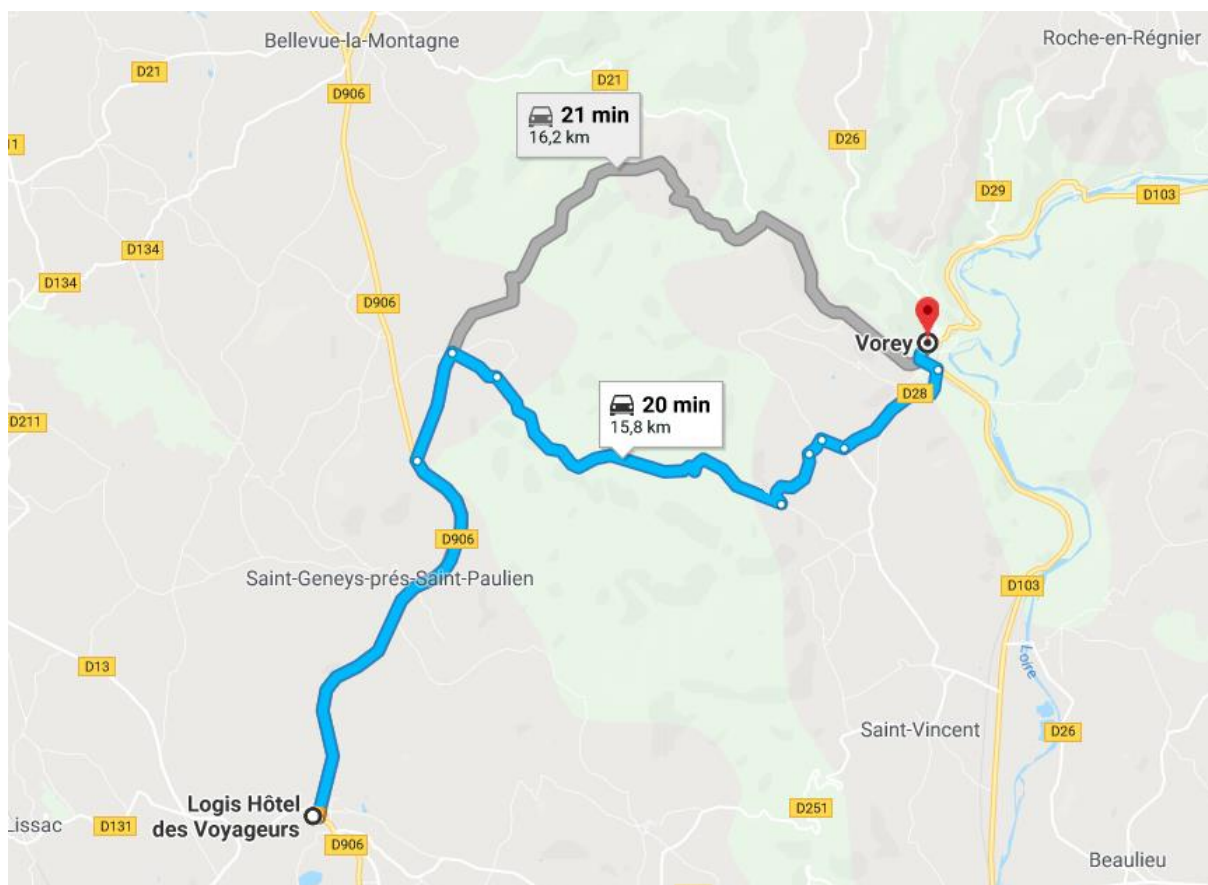 Bellevue-la-Montagne
Roche-en-Régnier
D21
D21
D906
D26
21 min
16,2 km
11
D29
D103
D134
D134
D906
Vorey
D28
20 min
15,8 km
D211
D906
Saint-Geneys-prés-Saint-Paulien
D103
Loire
D13
Saint-Vincent
D26
Logis Hôtel
des Voyageurs
D251
Lissac
D131
D906
Beaulieu